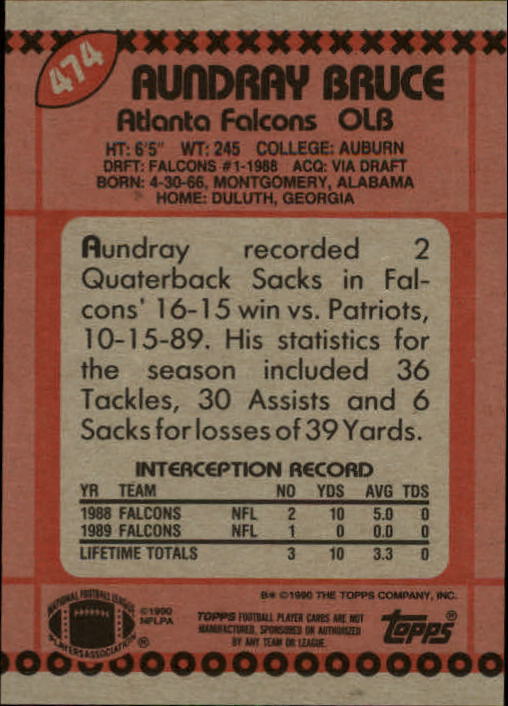 474
AUNDRAY BRUCE
Atlanta Falcons OLB
HT: 6'5" WT: 245 COLLEGE: AUBURN
DRFT: FALCONS #1-1988 ACQ: VIA DRAFT
BORN: 4-30-66, MONTGOMERY, ALABAMA
HOME: DULUTH, GEORGIA
Aundray recorded 2
Quaterback Sacks in Fal-
cons' 16-15 win vs. Patriots,
10-15-89. His statistics for
the season included 36
Tackles, 30 Assists and 6
Sacks for losses of 39 Yards.
INTERCEPTION RECORD
YR TEAM NO YDS AVG TDS
1988 FALCONS NFL 2 10 5.0 0
1989 FALCONS NFL 1 0 0.0 0
LIFETIME TOTALS 3 10 3.3 0
B* ©1990 THE TOPPS COMPANY, INC.
NATIONAL FOOTBALL LEAGUE
PLAYERS ASSOCIATION ®
©1990
NFLPA
TOPPS FOOTBALL PLAYER CARDS ARE NOT
MANUFACTURED, SPONSORED OR AUTHORIZED
BY ANY TEAM OR LEAGUE.
topps®